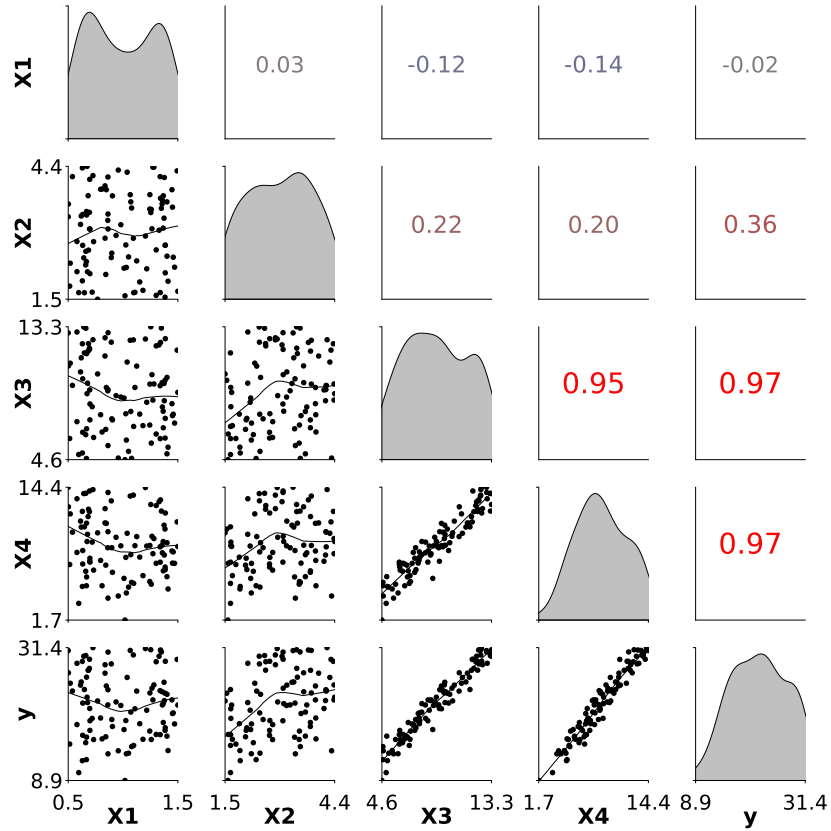 X1 0.03 -0.12 -0.14 -0.02
4.4 X2 1.5 0.22 0.20 0.36
13.3 X3 4.6 0.95 0.97
14.4 X4 1.7 0.97
31.4 y 8.9
0.5 1.5 1.5 4.4 4.6 13.3 1.7 14.4 8.9 31.4
X1 X2 X3 X4 y